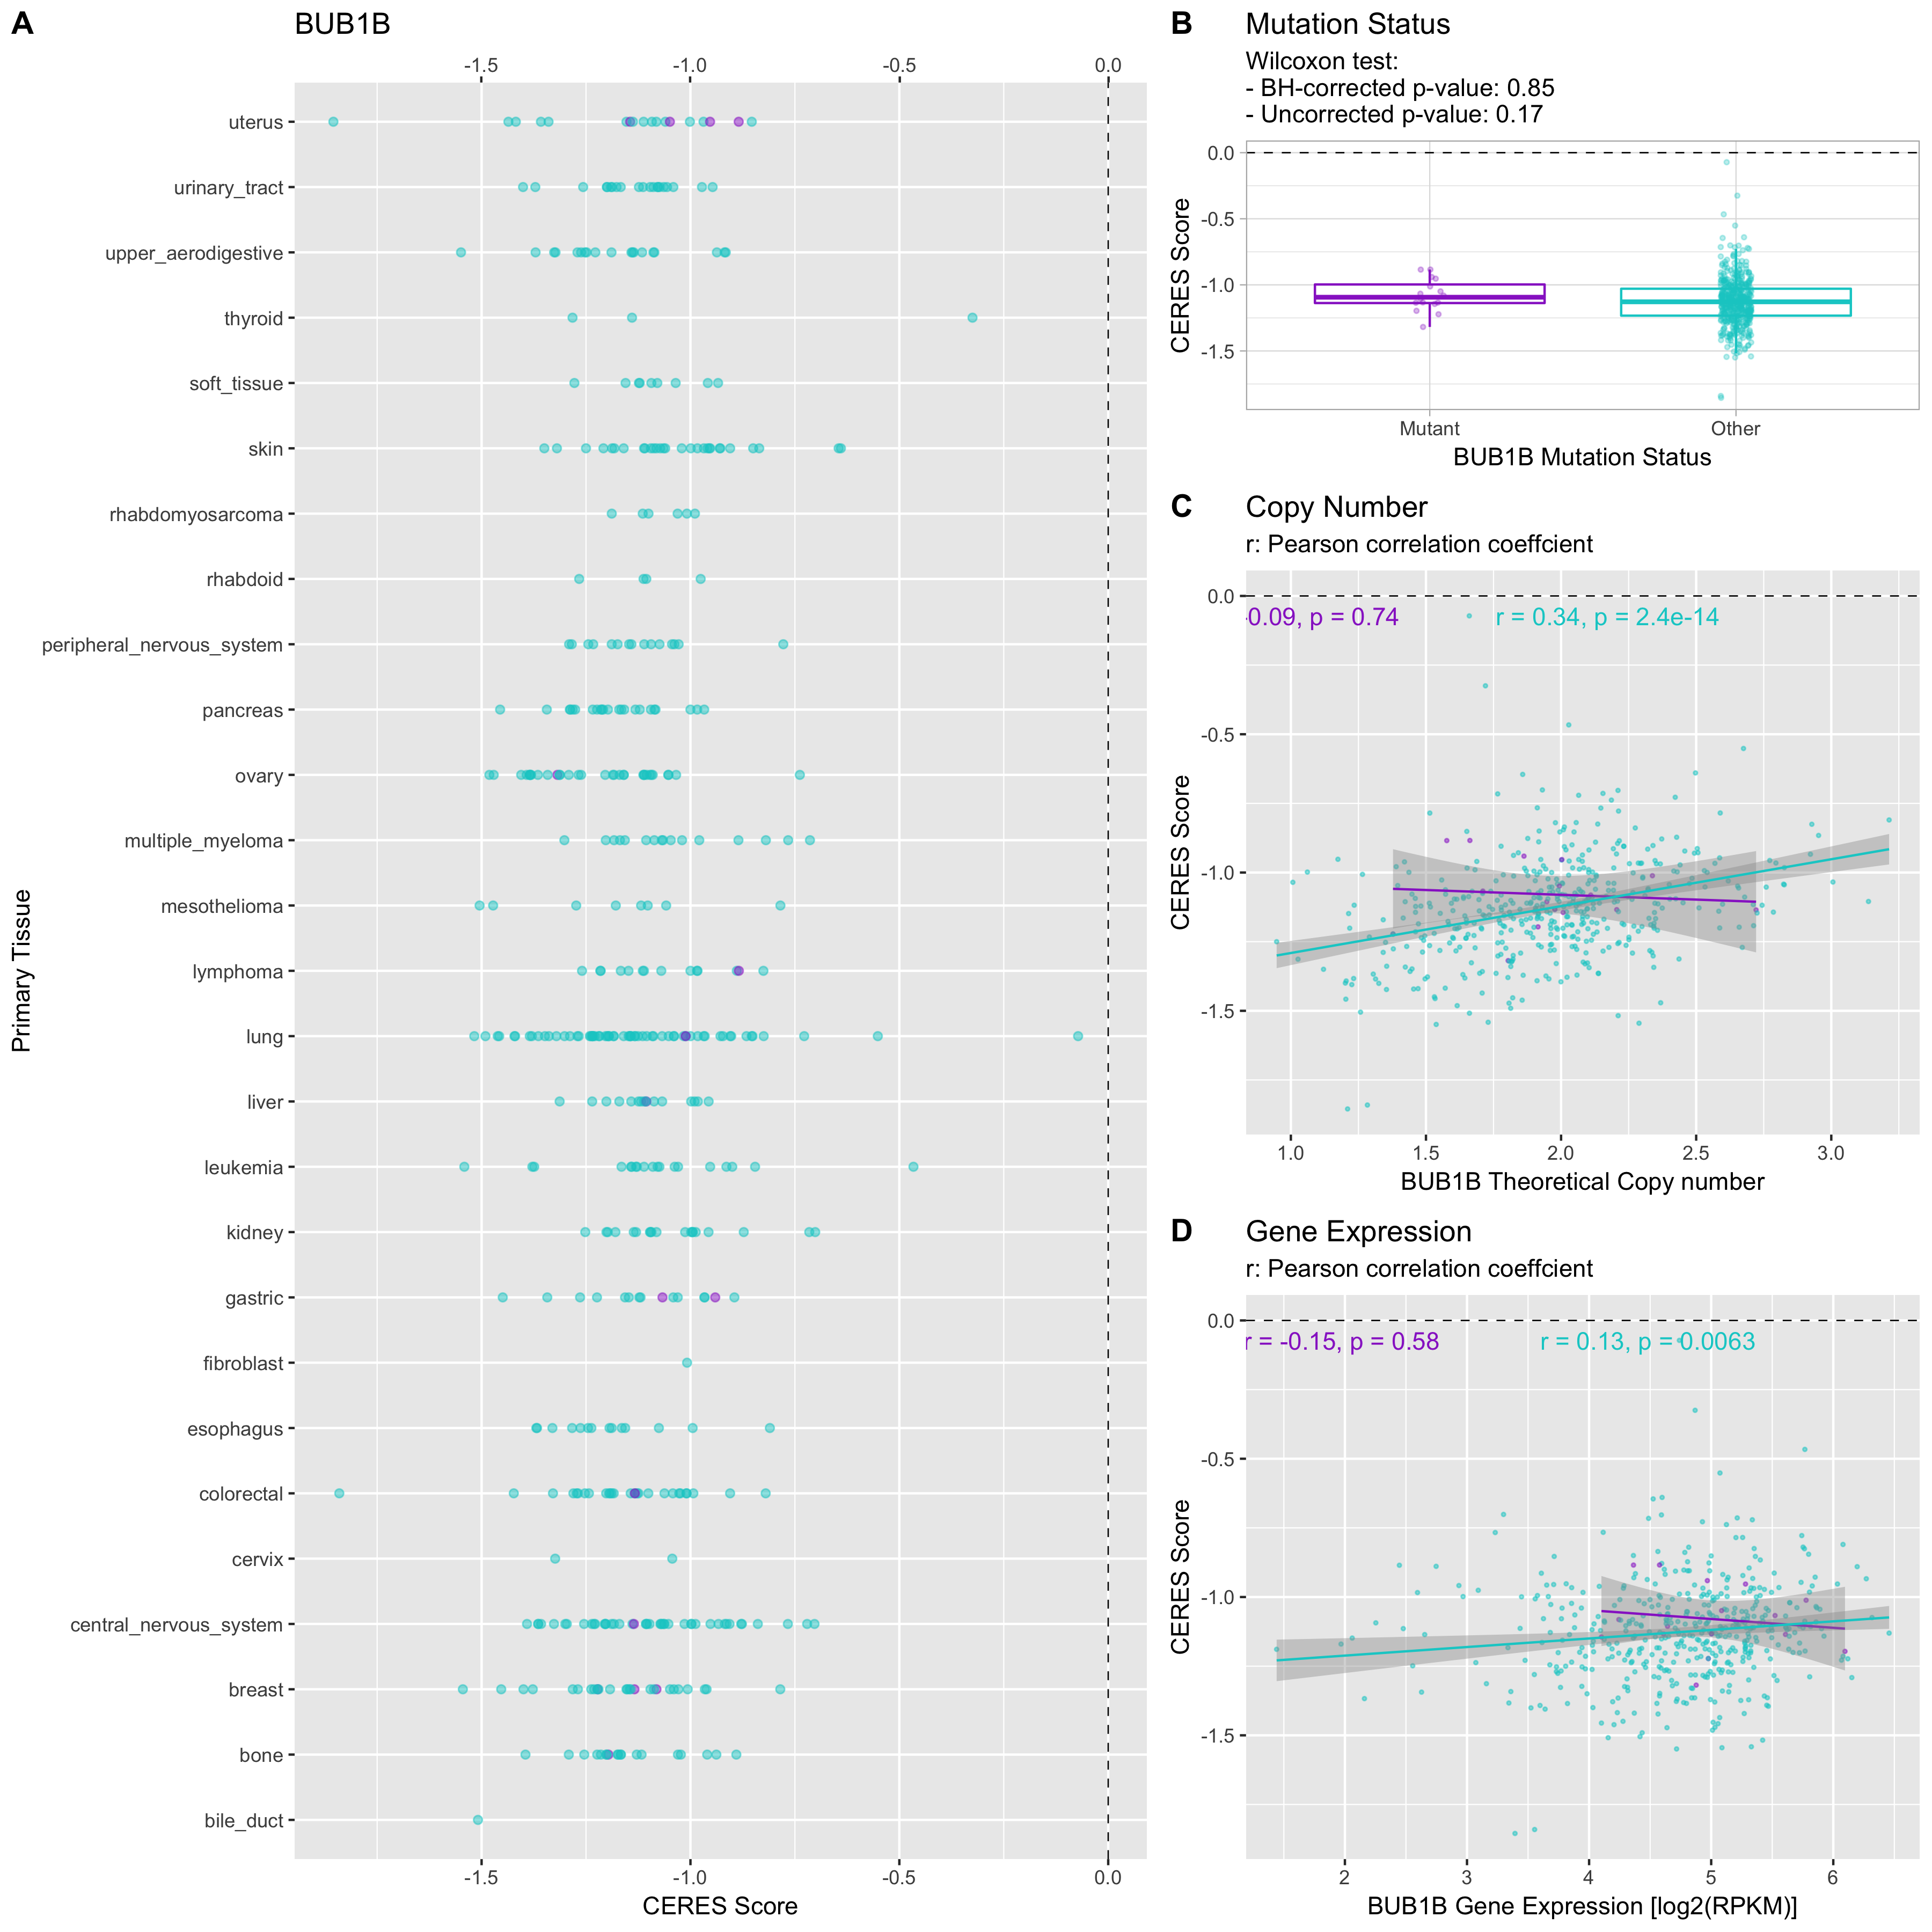 A
BUB1B
-1.5 -1.0 -0.5 0.0
uterus
urinary_tract
upper_aerodigestive
thyroid
soft_tissue
skin
rhabdomyosarcoma
rhabdoid
peripheral_nervous_system
pancreas
ovary
multiple_myeloma
mesothelioma
lymphoma
lung
liver
leukemia
kidney
gastric
fibroblast
esophagus
colorectal
cervix
central_nervous_system
breast
bone
bile_duct
Primary Tissue
-1.5 -1.0 -0.5 0.0
CERES Score
B
Mutation Status
Wilcoxon test:
- BH-corrected p-value: 0.85
- Uncorrected p-value: 0.17
0.0
-0.5
-1.0
-1.5
CERES Score
Mutant Other
BUB1B Mutation Status
C
Copy Number
r: Pearson correlation coeffcient
-0.09, p = 0.74
r = 0.34, p = 2.4e-14
0.0
-0.5
-1.0
-1.5
CERES Score
1.0 1.5 2.0 2.5 3.0
BUB1B Theoretical Copy number
D
Gene Expression
r: Pearson correlation coeffcient
r = -0.15, p = 0.58
r = 0.13, p = 0.0063
0.0
-0.5
-1.0
-1.5
CERES Score
2 3 4 5 6
BUB1B Gene Expression [log2(RPKM)]